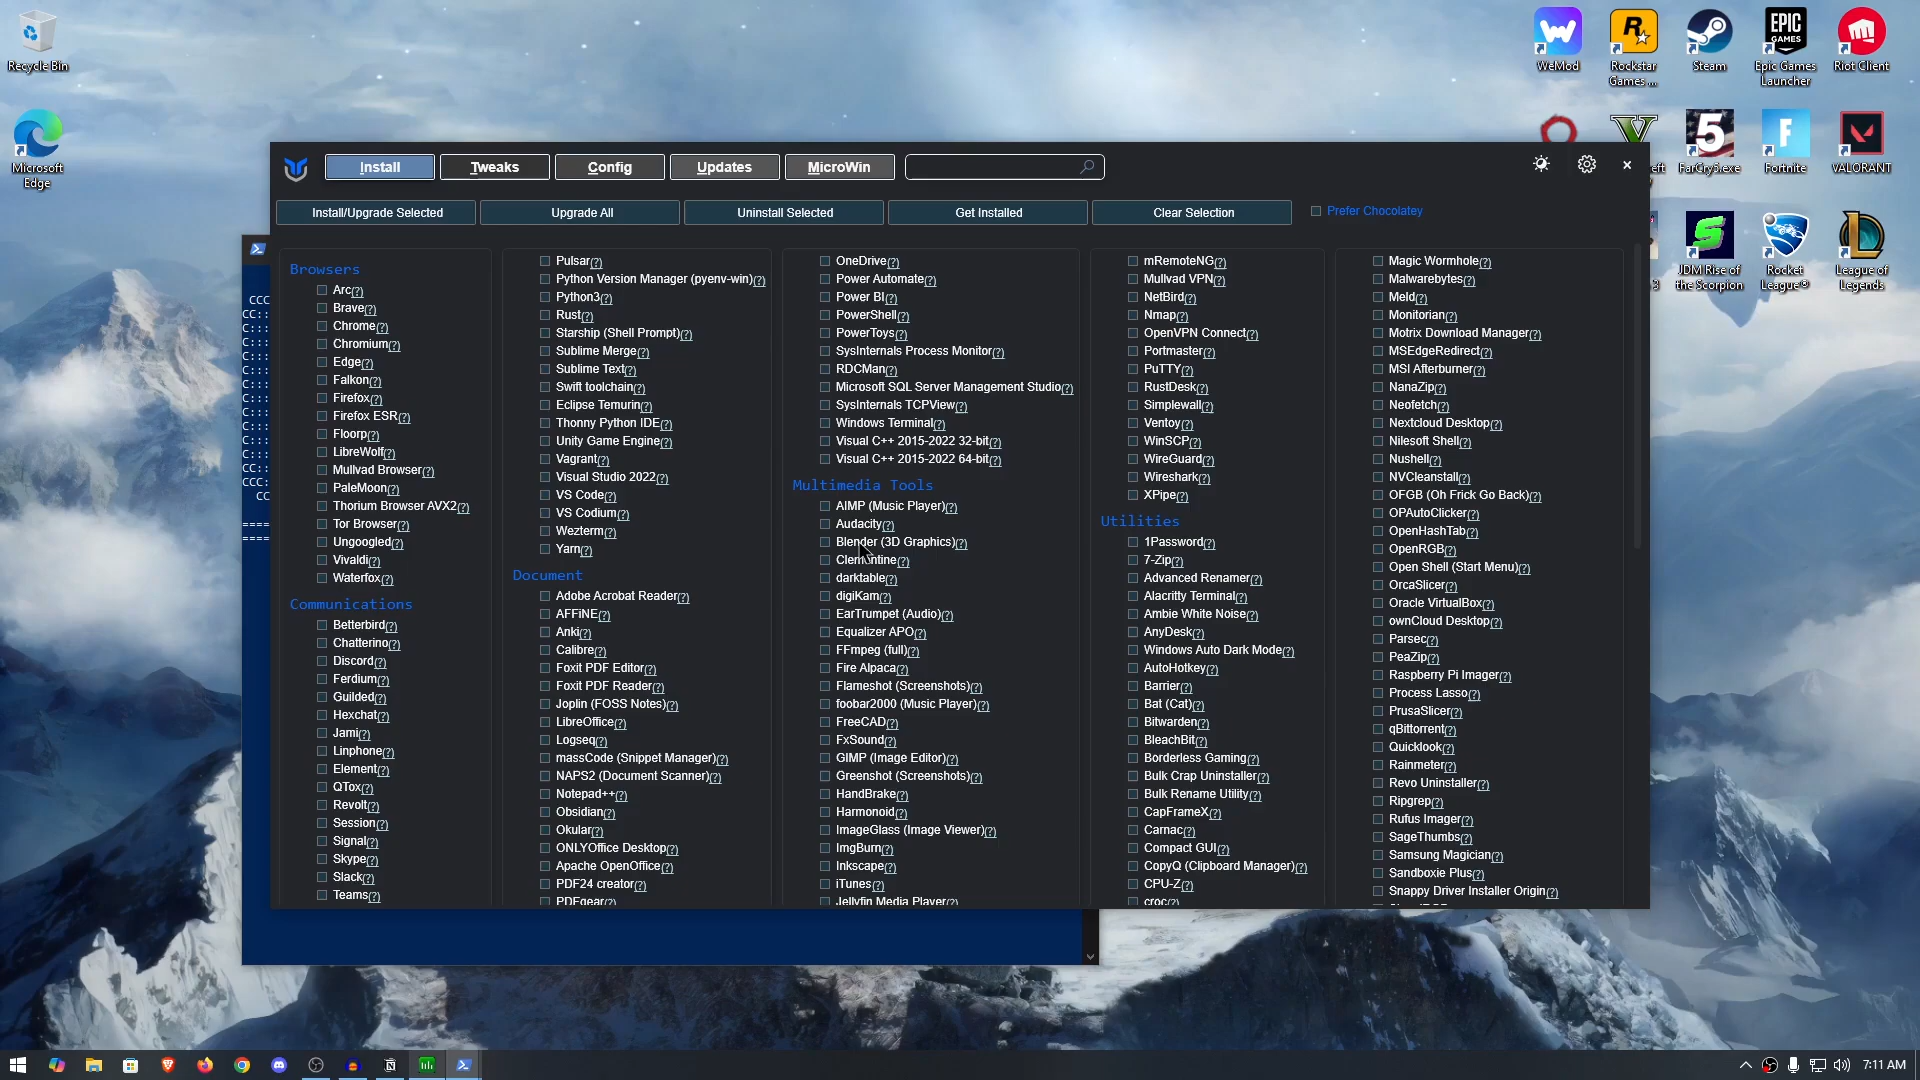 Recycle Bin
Microsoft
Edge
WeMod
Rockstar
Games ...
Steam
EPIC
GAMES
Epic Games
Launcher
Riot Client
FarCry5.exe
Fortnite
VALORANT
JDM Rise of
the Scorpion
Rocket
League®
League of
Legends
Install
Tweaks
Config
Updates
MicroWin
Install/Upgrade Selected
Upgrade All
Uninstall Selected
Get Installed
Clear Selection
Prefer Chocolatey
Browsers
Arc(?)
Brave(?)
Chrome(?)
Chromium(?)
Edge(?)
Falkon(?)
Firefox(?)
Firefox ESR(?)
Floorp(?)
LibreWolf(?)
Mullvad Browser(?)
PaleMoon(?)
Thorium Browser AVX2(?)
Tor Browser(?)
Ungoogled(?)
Vivaldi(?)
Waterfox(?)
Communications
Betterbird(?)
Chatterino(?)
Discord(?)
Ferdium(?)
Guilded(?)
Hexchat(?)
Jami(?)
Linphone(?)
Element(?)
QTox(?)
Revolt(?)
Session(?)
Signal(?)
Skype(?)
Slack(?)
Teams(?)
Pulsar(?)
Python Version Manager (pyenv-win)(?)
Python3(?)
Rust(?)
Starship (Shell Prompt)(?)
Sublime Merge(?)
Sublime Text(?)
Swift toolchain(?)
Eclipse Temurin(?)
Thonny Python IDE(?)
Unity Game Engine(?)
Vagrant(?)
Visual Studio 2022(?)
VS Code(?)
VS Codium(?)
Wezterm(?)
Yarn(?)
Document
Adobe Acrobat Reader(?)
AFFiNE(?)
Anki(?)
Calibre(?)
Foxit PDF Editor(?)
Foxit PDF Reader(?)
Joplin (FOSS Notes)(?)
LibreOffice(?)
Logseq(?)
massCode (Snippet Manager)(?)
NAPS2 (Document Scanner)(?)
Notepad++(?)
Obsidian(?)
Okular(?)
ONLYOffice Desktop(?)
Apache OpenOffice(?)
PDF24 creator(?)
PDFgear(?)
OneDrive(?)
Power Automate(?)
Power BI(?)
PowerShell(?)
PowerToys(?)
SysInternals Process Monitor(?)
RDCMan(?)
Microsoft SQL Server Management Studio(?)
SysInternals TCPView(?)
Windows Terminal(?)
Visual C++ 2015-2022 32-bit(?)
Visual C++ 2015-2022 64-bit(?)
Multimedia Tools
AIMP (Music Player)(?)
Audacity(?)
Blender (3D Graphics)(?)
Clementine(?)
darktable(?)
digiKam(?)
EarTrumpet (Audio)(?)
Equalizer APO(?)
FFmpeg (full)(?)
Fire Alpaca(?)
Flameshot (Screenshots)(?)
foobar2000 (Music Player)(?)
FreeCAD(?)
FxSound(?)
GIMP (Image Editor)(?)
Greenshot (Screenshots)(?)
HandBrake(?)
Harmonoid(?)
ImageGlass (Image Viewer)(?)
ImgBurn(?)
Inkscape(?)
iTunes(?)
Jellyfin Media Player(?)
mRemoteNG(?)
Mullvad VPN(?)
NetBird(?)
Nmap(?)
OpenVPN Connect(?)
Portmaster(?)
PuTTY(?)
RustDesk(?)
Simplewall(?)
Ventoy(?)
WinSCP(?)
WireGuard(?)
Wireshark(?)
XPipe(?)
Utilities
1Password(?)
7-Zip(?)
Advanced Renamer(?)
Alacritty Terminal(?)
Ambie White Noise(?)
AnyDesk(?)
Windows Auto Dark Mode(?)
AutoHotkey(?)
Barrier(?)
Bat (Cat)(?)
Bitwarden(?)
BleachBit(?)
Borderless Gaming(?)
Bulk Crap Uninstaller(?)
Bulk Rename Utility(?)
CapFrameX(?)
Carnac(?)
Compact GUI(?)
CopyQ (Clipboard Manager)(?)
CPU-Z(?)
croc(?)
Magic Wormhole(?)
Malwarebytes(?)
Meld(?)
Monitorian(?)
Motrix Download Manager(?)
MSEdgeRedirect(?)
MSI Afterburner(?)
NanaZip(?)
Neofetch(?)
Nextcloud Desktop(?)
Nilesoft Shell(?)
Nushell(?)
NVCleanstall(?)
OFGB (Oh Frick Go Back)(?)
OPAutoClicker(?)
OpenHashTab(?)
OpenRGB(?)
Open Shell (Start Menu)(?)
OrcaSlicer(?)
Oracle VirtualBox(?)
ownCloud Desktop(?)
Parsec(?)
PeaZip(?)
Raspberry Pi Imager(?)
Process Lasso(?)
PrusaSlicer(?)
qBittorrent(?)
Quicklook(?)
Rainmeter(?)
Revo Uninstaller(?)
Ripgrep(?)
Rufus Imager(?)
SageThumbs(?)
Samsung Magician(?)
Sandboxie Plus(?)
Snappy Driver Installer Origin(?)
CCC
CC::
C:::
C:::
C:::
C:::
C:::
C:::
C:::
C:::
C:::
C:::
CC::
CCC:
CC
====
====
7:11 AM